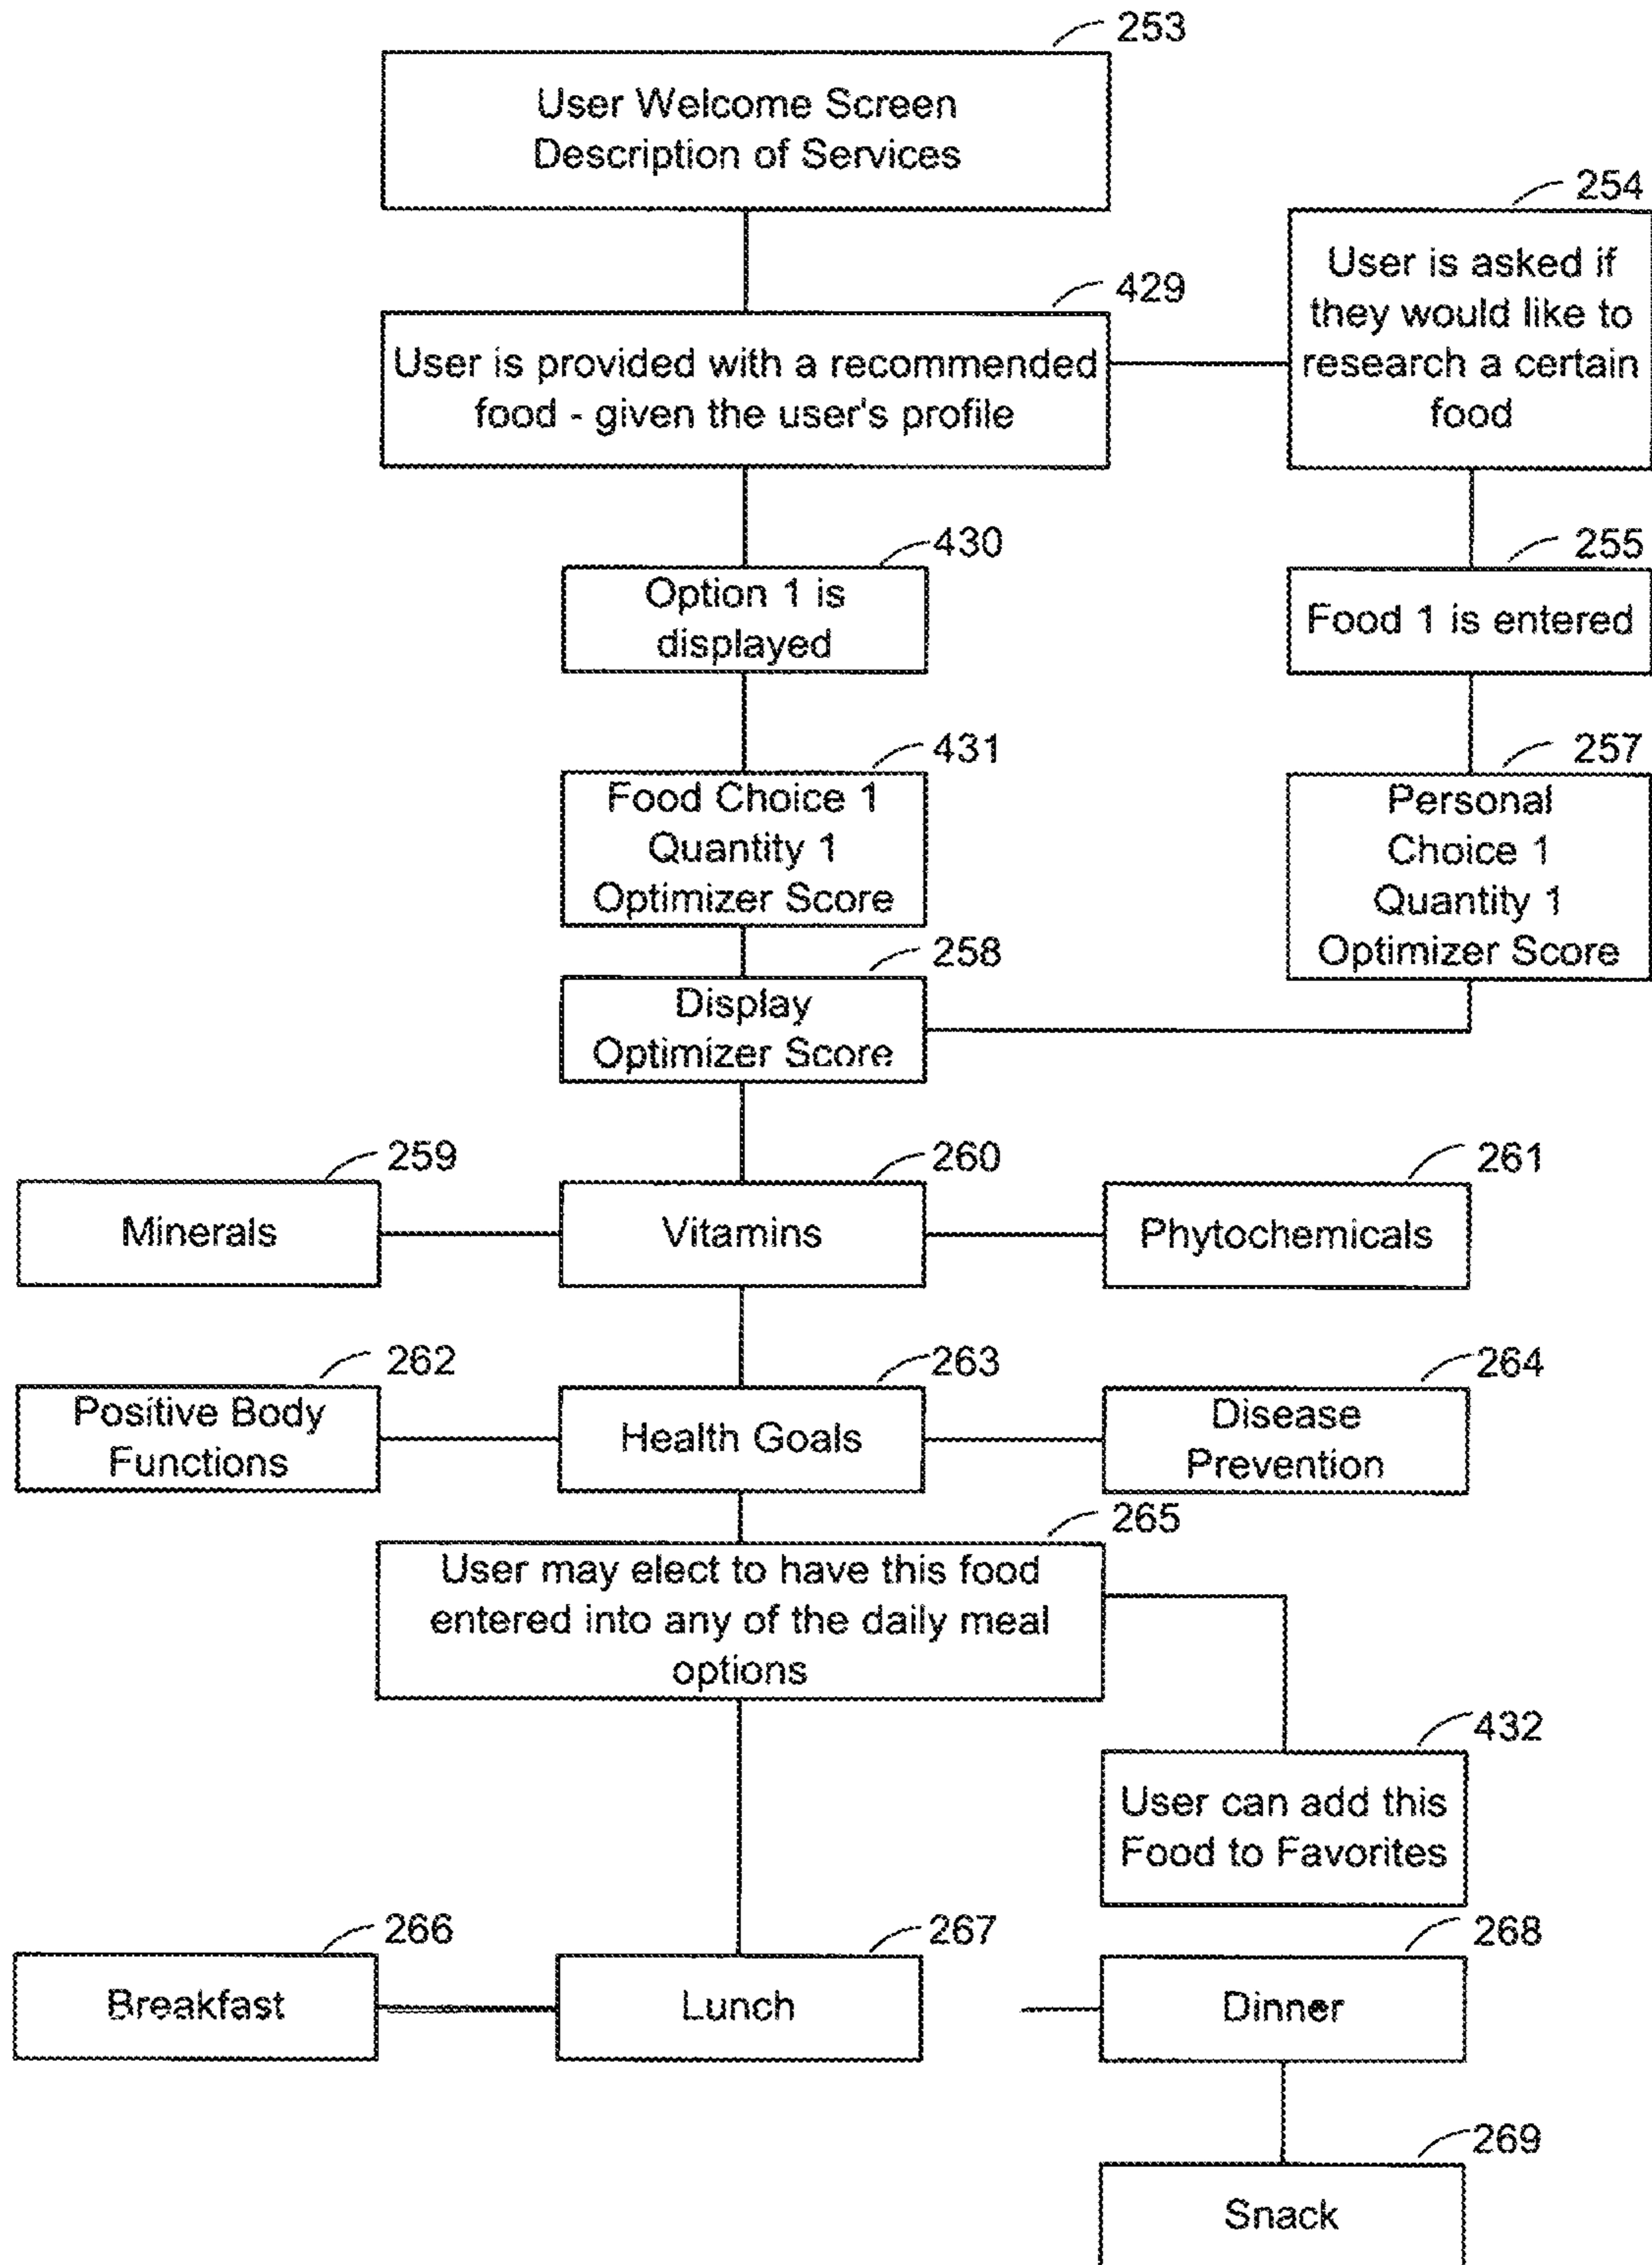 253
User Welcome Screen
Description of Services
254
User is asked if
they would like to
research a certain
food
429
User is provided with a recommended
food - given the user's profile
430
Option 1 is
displayed
255
Food 1 is entered
431
Food Choice 1
Quantity 1
Optimizer Score
257
Personal
Choice 1
Quantity 1
Optimizer Score
258
Display
Optimizer Score
259
Minerals
260
Vitamins
261
Phytochemicals
262
Positive Body
Functions
263
Health Goals
264
Disease
Prevention
265
User may elect to have this food
entered into any of the daily meal
options
432
User can add this
Food to Favorites
266
Breakfast
267
Lunch
268
Dinner
269
Snack